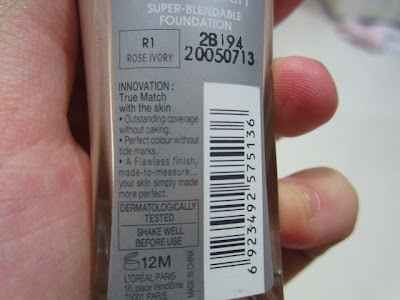 SUPER-BLENDABLE
FOUNDATION
R1
ROSE IVORY
2B194
20050713
INNOVATION :
True Match
with the skin
• Outstanding coverage
without caking.
• Perfect colour without
tide marks.
• A Flawless finish,
made-to-measure...
your skin simply made
more perfect.
DERMATOLOGICALLY
TESTED
SHAKE WELL
BEFORE USE
12M
L'ORÉAL PARIS
16, place Vendôme
75001 PARIS
MADE IN CHINA
6923492575136